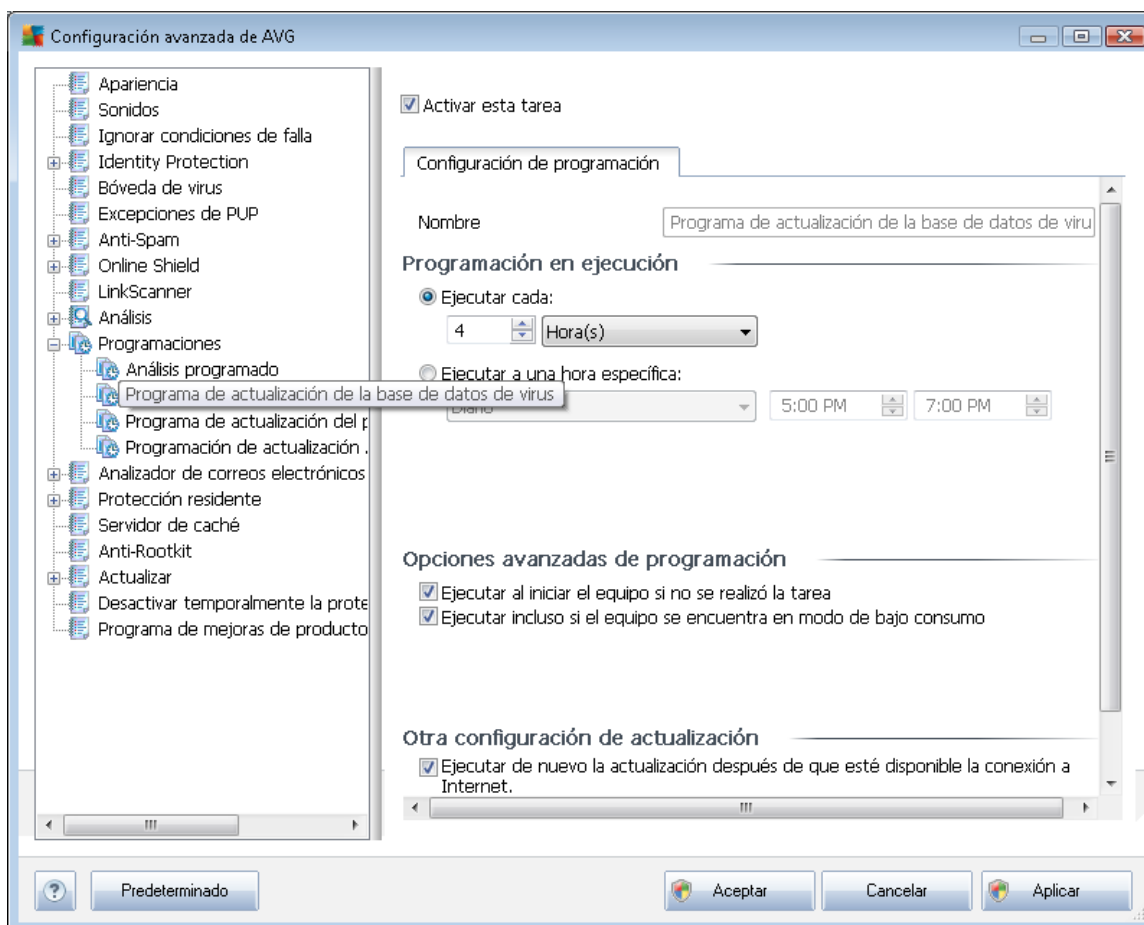 Configuración avanzada de AVG
Apariencia
Sonidos
Ignorar condiciones de falla
Identity Protection
Bóveda de virus
Excepciones de PUP
Anti-Spam
Online Shield
LinkScanner
Análisis
Programaciones
Análisis programado
Programa de actualización de la base de datos de virus
Programa de actualización del p
Programación de actualización .
Analizador de correos electrónicos
Protección residente
Servidor de caché
Anti-Rootkit
Actualizar
Desactivar temporalmente la prote
Programa de mejoras de producto
Activar esta tarea
Configuración de programación
Nombre
Programa de actualización de la base de datos de viru
Programación en ejecución
Ejecutar cada:
4 Hora(s)
Ejecutar a una hora específica:
Diario 5:00 PM 7:00 PM
Opciones avanzadas de programación
Ejecutar al iniciar el equipo si no se realizó la tarea
Ejecutar incluso si el equipo se encuentra en modo de bajo consumo
Otra configuración de actualización
Ejecutar de nuevo la actualización después de que esté disponible la conexión a
Internet.
? Predeterminado Aceptar Cancelar Aplicar